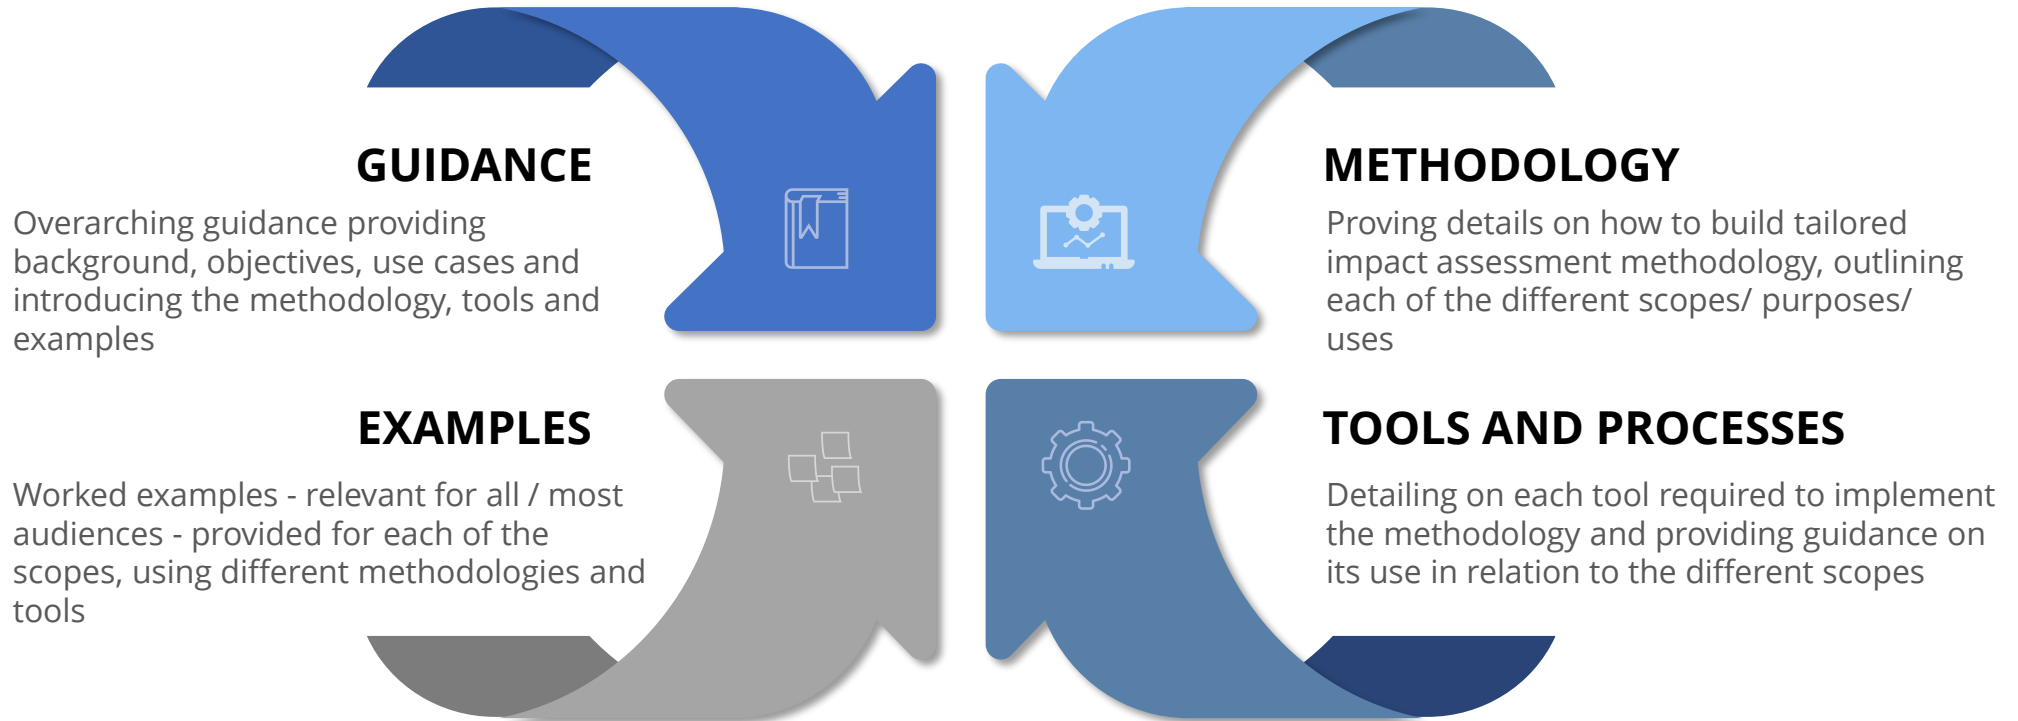 GUIDANCE
Overarching guidance providing
background, objectives, use cases and
introducing the methodology, tools and
examples
METHODOLOGY
Proving details on how to build tailored
impact assessment methodology, outlining
each of the different scopes/ purposes/
uses
EXAMPLES
Worked examples - relevant for all / most
audiences - provided for each of the
scopes, using different methodologies and
tools
TOOLS AND PROCESSES
Detailing on each tool required to implement
the methodology and providing guidance on
its use in relation to the different scopes